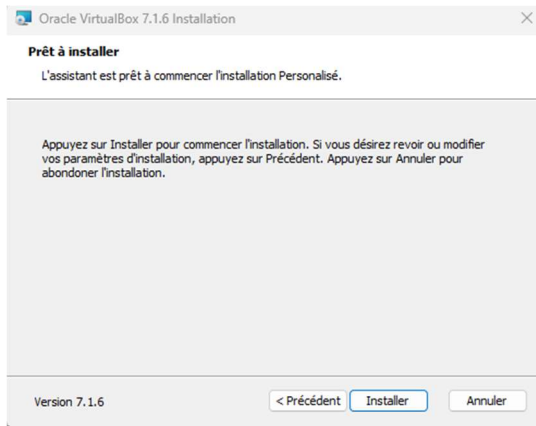 Oracle VirtualBox 7.1.6 Installation
Prêt à installer
L'assistant est prêt à commencer l'installation Personalisé.
Appuyez sur Installer pour commencer l'installation. Si vous désirez revoir ou modifier
vos paramètres d'installation, appuyez sur Précédent. Appuyez sur Annuler pour
abondoner l'installation.
Version 7.1.6
< Précédent
Installer
Annuler